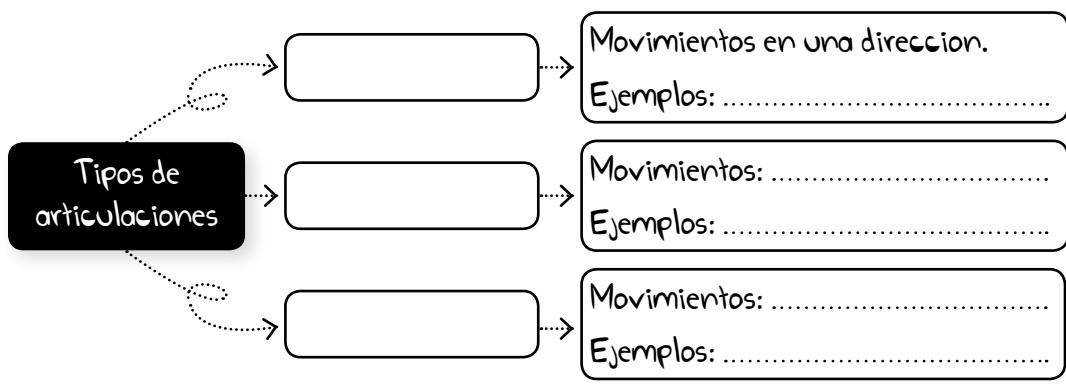 Tipos de
articulaciones
Movimientos en una direccion.
Ejemplos: .............................................
Movimientos: ......................................
Ejemplos: .............................................
Movimientos: ......................................
Ejemplos: .............................................